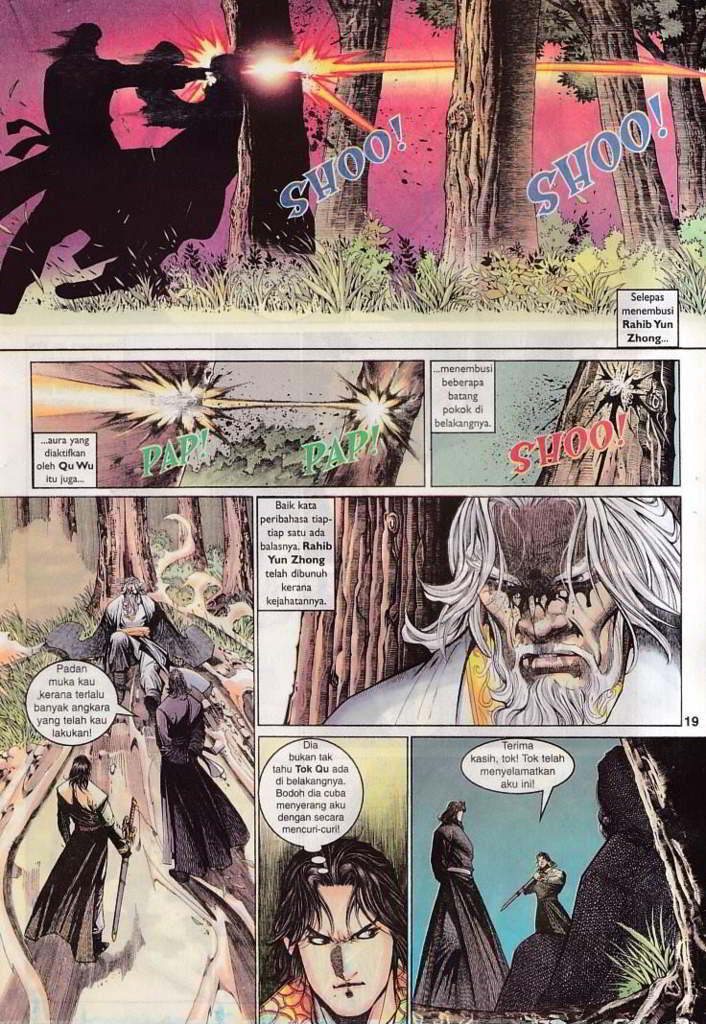 SHOO!
SHOO!
Selepas
menembusi
Rahib Yun
Zhong...
...aura yang
diaktifkan
oleh Qu Wu
itu juga...
PAP!
PAP!
...menembusi
beberapa
batang
pokok di
belakangnya.
SHOO!
Padan
muka kau
,kerana terlalu
banyak angkara
yang telah kau
lakukan!
Baik kata
peribahasa tiap-
tiap satu ada
balasnya. Rahib
Yun Zhong
telah dibunuh
kerana
kejahatannya.
19
Dia
bukan tak
tahu Tok Qu ada
di belakangnya.
Bodoh dia cuba
menyerang aku
dengan secara
mencuri-curi!
Terima
kasih, tok! Tok telah
menyelamatkan
aku ini!